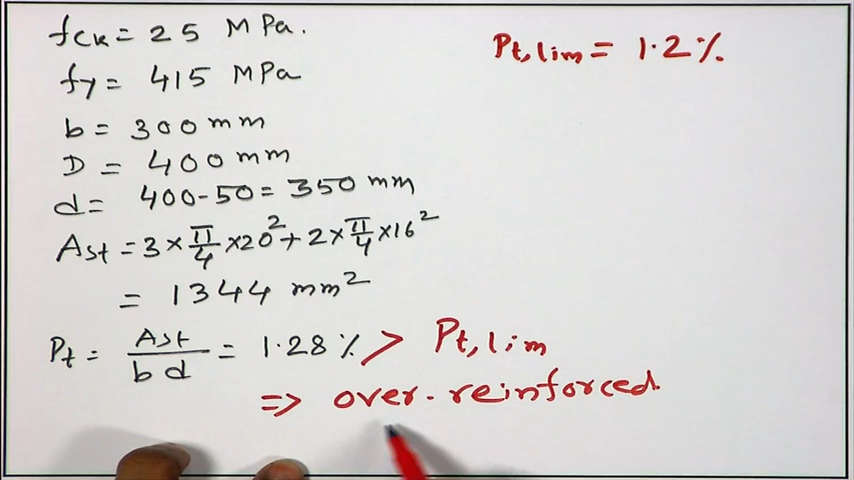 fck = 25 MPa.
Pt,lim = 1.2%
fy = 415 MPa
b = 300 mm
D = 400 mm
d = 400-50 = 350 mm
Ast = 3 × π/4 × 20² + 2 × π/4 × 16²
= 1344 mm²
Pt = Ast / b d = 1.28 % > Pt,lim
=> over-reinforced.